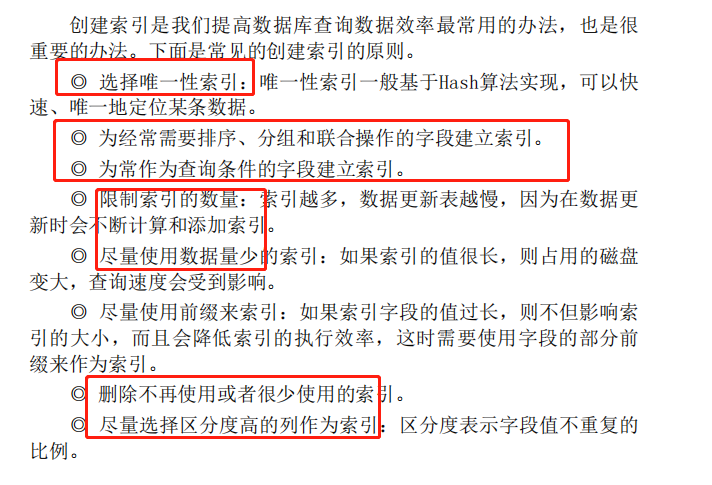 创建索引是我们提高数据库查询数据效率最常用的办法，也是很
重要的办法。下面是常见的创建索引的原则。
◎ 选择唯一性索引：唯一性索引一般基于Hash算法实现，可以快
速、唯一地定位某条数据。
◎ 为经常需要排序、分组和联合操作的字段建立索引。
◎ 为常作为查询条件的字段建立索引。
◎ 限制索引的数量：索引越多，数据更新表越慢，因为在数据更
新时会不断计算和添加索引。
◎ 尽量使用数据量少的索引：如果索引的值很长，则占用的磁盘
变大，查询速度会受到影响。
◎ 尽量使用前缀来索引：如果索引字段的值过长，则不但影响索
引的大小，而且会降低索引的执行效率，这时需要使用字段的部分前
缀来作为索引。
◎ 删除不再使用或者很少使用的索引。
◎ 尽量选择区分度高的列作为索引：区分度表示字段值不重复的
比例。